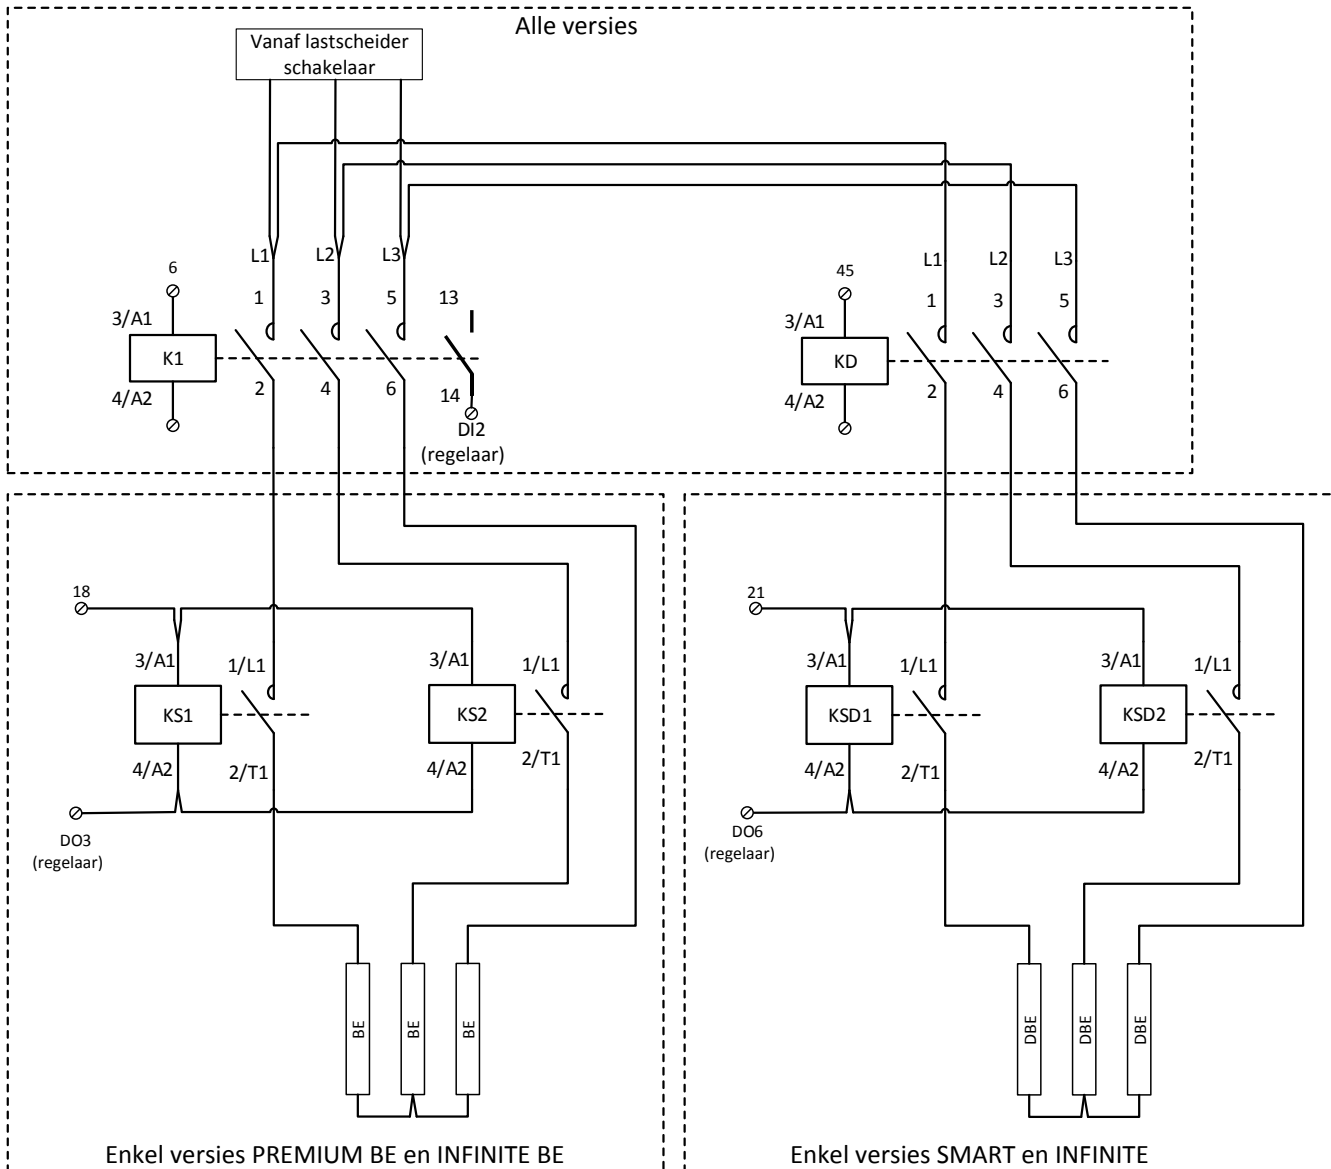 Alle versies
Vanaf lastscheider
schakelaar
L1
L2
L3
6
1
3
5
13
3/A1
K1
4/A2
2
4
6
14
DI2
(regelaar)
L1
L2
L3
45
1
3
5
3/A1
KD
4/A2
2
4
6
18
3/A1
1/L1
KS1
4/A2
2/T1
3/A1
1/L1
KS2
4/A2
2/T1
DO3
(regelaar)
BE
BE
BE
Enkel versies PREMIUM BE en INFINITE BE
21
3/A1
1/L1
KSD1
4/A2
2/T1
3/A1
1/L1
KSD2
4/A2
2/T1
DO6
(regelaar)
DBE
DBE
DBE
Enkel versies SMART en INFINITE